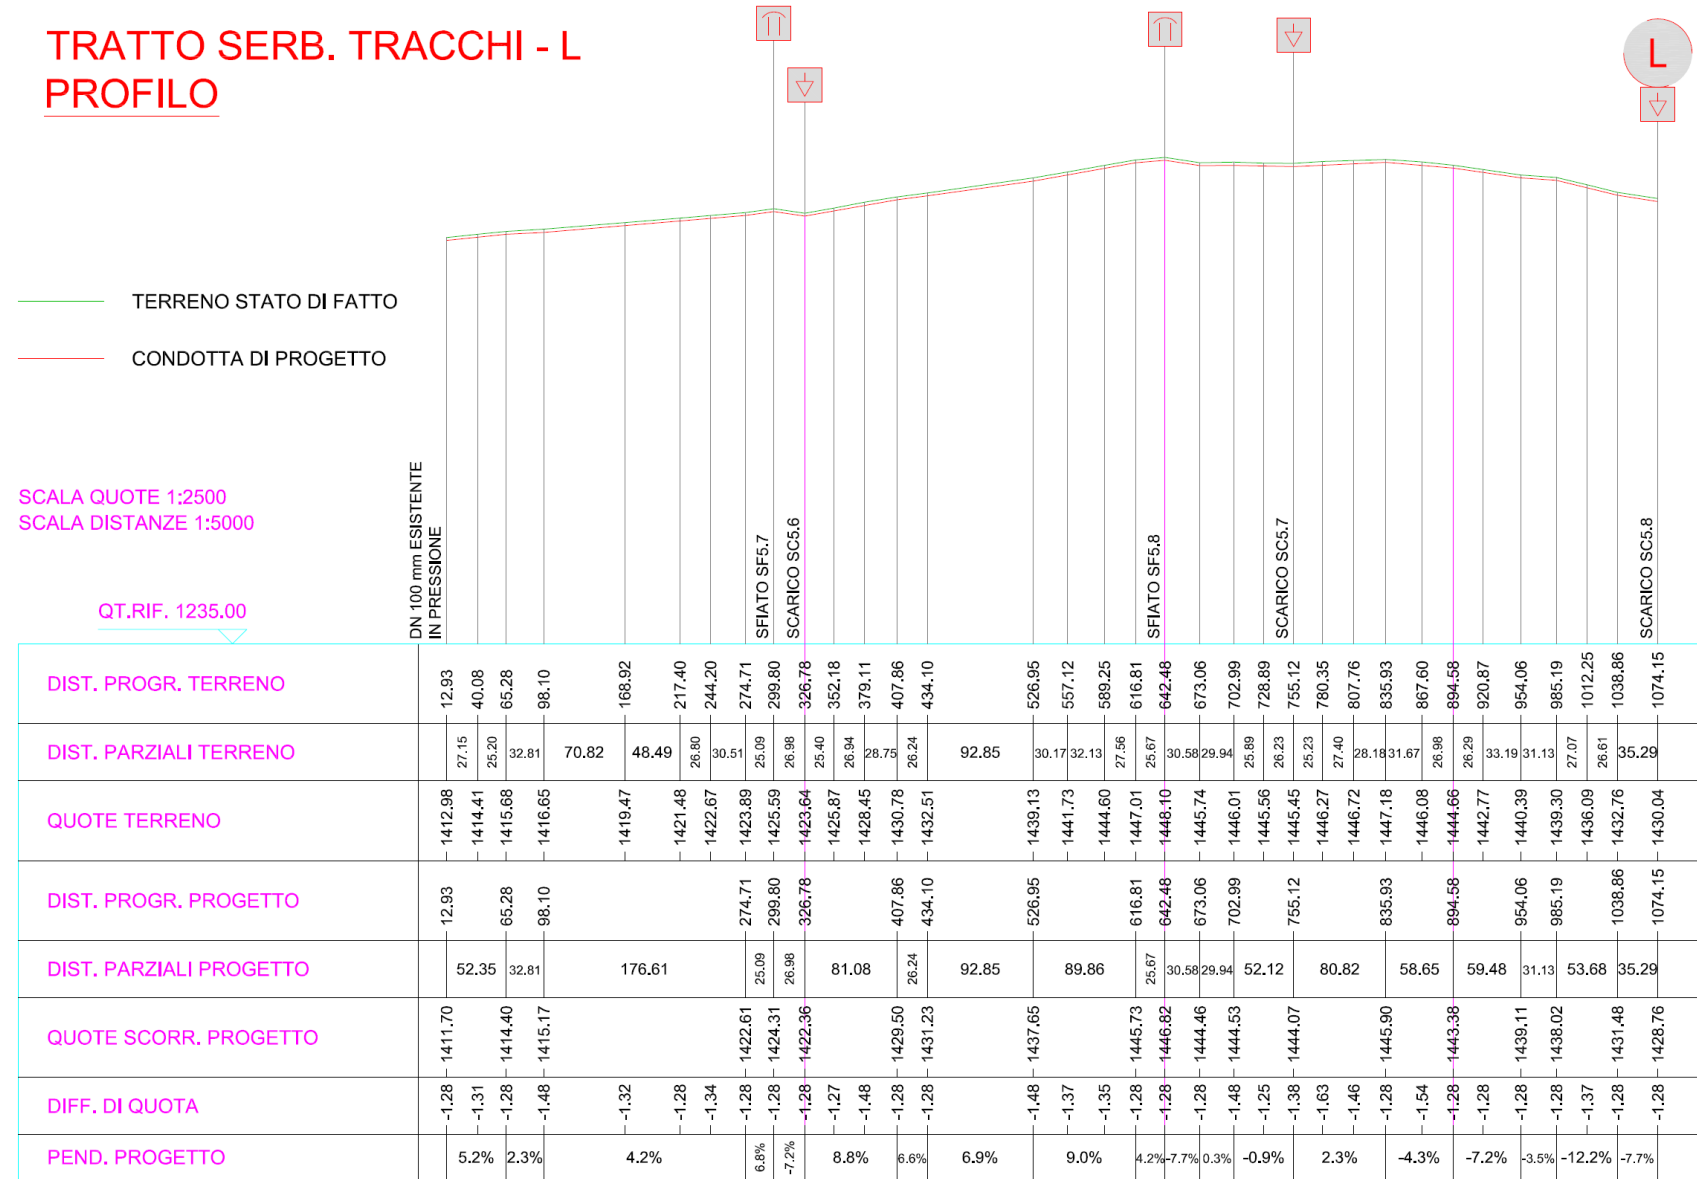 TRATTO SERB. TRACCHI - L
PROFILO
L
TERRENO STATO DI FATTO
CONDOTTA DI PROGETTO
SCALA QUOTE 1:2500
SCALA DISTANZE 1:5000
QT.RIF. 1235.00
DN 100 mm ESISTENTE
IN PRESSIONE
SFIATO SF5.7
SCARICO SC5.6
SFIATO SF5.8
SCARICO SC5.7
SCARICO SC5.8
DIST. PROGR. TERRENO 12.93 40.08 65.28 98.10 168.92 217.40 244.20 274.71 299.80 326.78 352.18 379.11 407.86 434.10 526.95 557.12 589.25 616.81 642.48 673.06 702.99 728.89 755.12 780.35 807.76 835.93 867.60 894.58 920.87 954.06 985.19 1012.25 1038.86 1074.15
DIST. PARZIALI TERRENO 27.15 25.20 32.81 70.82 48.49 26.80 30.51 25.09 26.98 25.40 26.94 28.75 26.24 92.85 30.17 32.13 27.56 25.67 30.58 29.94 25.89 26.23 25.23 27.40 28.18 31.67 26.98 26.29 33.19 31.13 27.07 26.61 35.29
QUOTE TERRENO 1412.98 1414.41 1415.68 1416.65 1419.47 1421.48 1422.67 1423.89 1425.59 1423.64 1425.87 1428.45 1430.78 1432.51 1439.13 1441.73 1444.60 1447.01 1448.10 1445.74 1446.01 1445.56 1445.45 1446.27 1446.72 1447.18 1446.08 1444.66 1442.77 1440.39 1439.30 1436.09 1432.76 1430.04
DIST. PROGR. PROGETTO 12.93 65.28 98.10 274.71 299.80 326.78 407.86 434.10 526.95 616.81 642.48 673.06 702.99 755.12 835.93 894.58 954.06 985.19 1038.86 1074.15
DIST. PARZIALI PROGETTO 52.35 32.81 176.61 25.09 26.98 81.08 26.24 92.85 89.86 25.67 30.58 29.94 52.12 80.82 58.65 59.48 31.13 53.68 35.29
QUOTE SCORR. PROGETTO 1411.70 1414.40 1415.17 1422.61 1424.31 1422.36 1429.50 1431.23 1437.65 1445.73 1446.82 1444.46 1444.53 1444.07 1445.90 1443.38 1439.11 1438.02 1431.48 1428.76
DIFF. DI QUOTA -1.28 -1.31 -1.28 -1.48 -1.32 -1.28 -1.34 -1.28 -1.28 -1.28 -1.27 -1.48 -1.28 -1.28 -1.48 -1.37 -1.35 -1.28 -1.28 -1.28 -1.48 -1.25 -1.38 -1.63 -1.46 -1.28 -1.54 -1.28 -1.28 -1.28 -1.28 -1.37 -1.28 -1.28
PEND. PROGETTO 5.2% 2.3% 4.2% 6.8% -7.2% 8.8% 6.6% 6.9% 9.0% 4.2% -7.7% 0.3% -0.9% 2.3% -4.3% -7.2% -3.5% -12.2% -7.7%